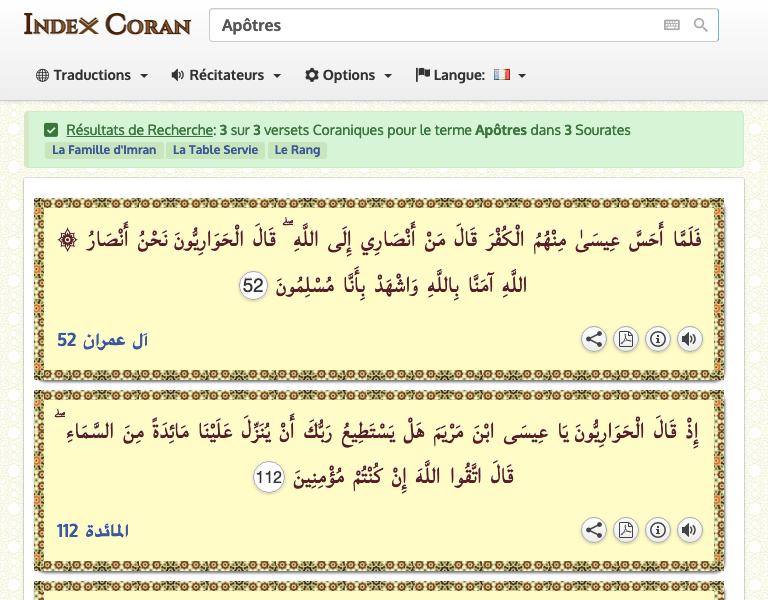 Index Coran
Apôtres
Traductions
Récitateurs
Options
Langue:
Résultats de Recherche: 3 sur 3 versets Coraniques pour le terme Apôtres dans 3 Sourates
La Famille d'Imran La Table Servie Le Rang
فَلَمَّا أَحَسَّ عِيسَىٰ مِنْهُمُ الْكُفْرَ قَالَ مَنْ أَنْصَارِي إِلَى اللَّهِ ۖ قَالَ الْحَوَارِيُّونَ نَحْنُ أَنْصَارُ ۞
اللَّهِ آمَنَّا بِاللَّهِ وَاشْهَدْ بِأَنَّا مُسْلِمُونَ 52
آل عمران 52
إِذْ قَالَ الْحَوَارِيُّونَ يَا عِيسَى ابْنَ مَرْيَمَ هَلْ يَسْتَطِيعُ رَبُّكَ أَنْ يُنَزِّلَ عَلَيْنَا مَائِدَةً مِنَ السَّمَاءِ ۖ
قَالَ اتَّقُوا اللَّهَ إِنْ كُنْتُمْ مُؤْمِنِينَ 112
المائدة 112